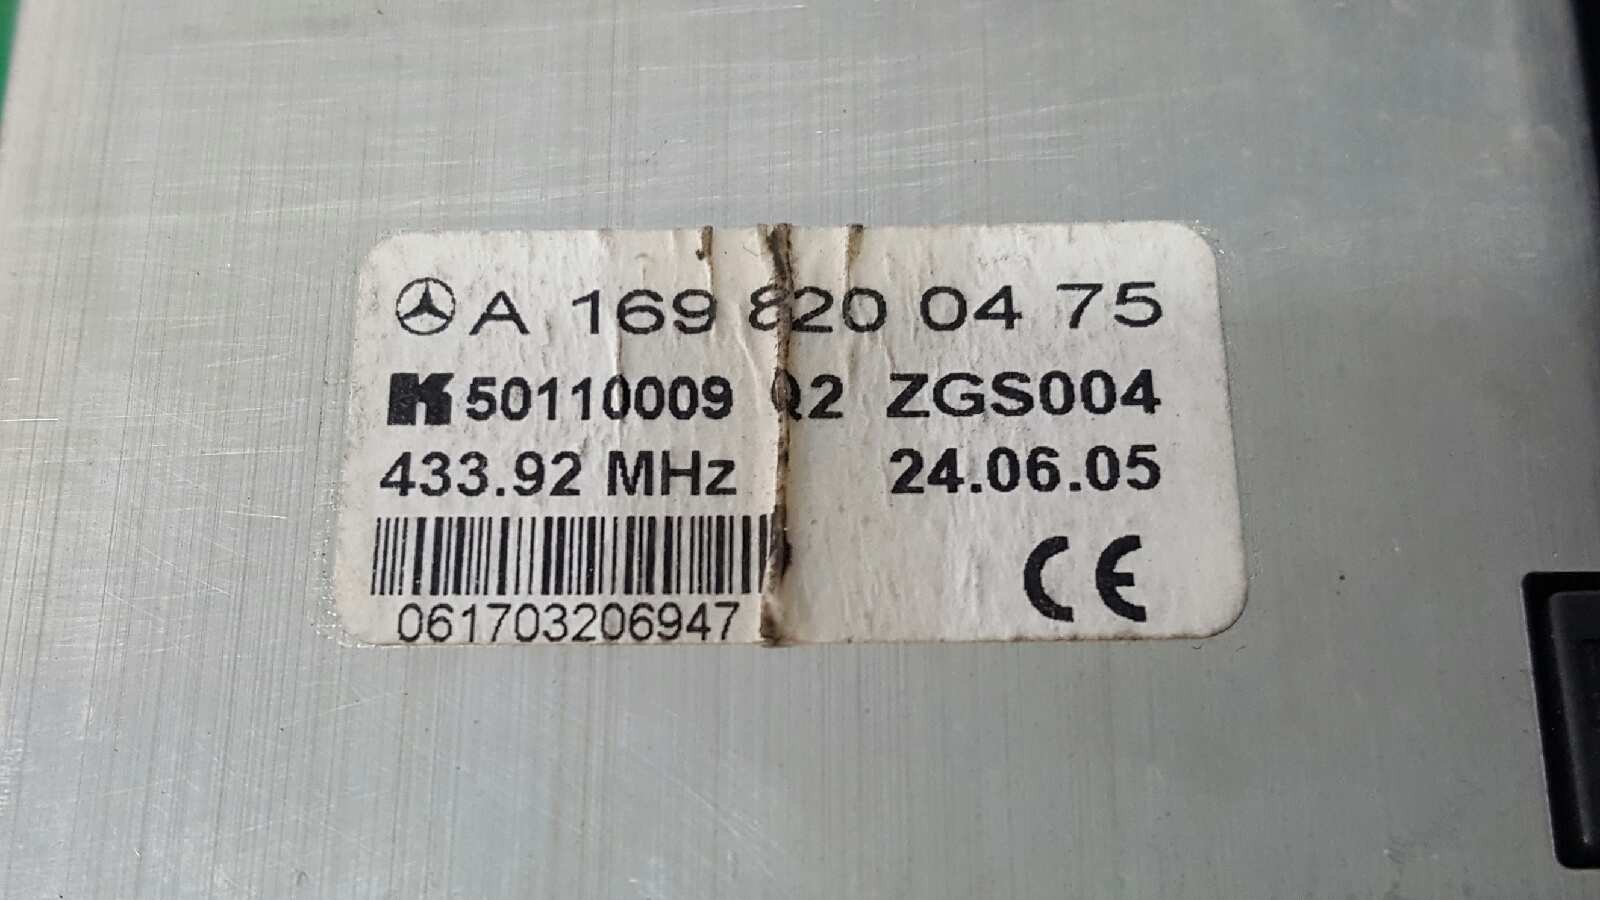 A 169 820 04 75
K 50110009 Q2 ZGS004
433.92 MHz 24.06.05
CE
061703206947